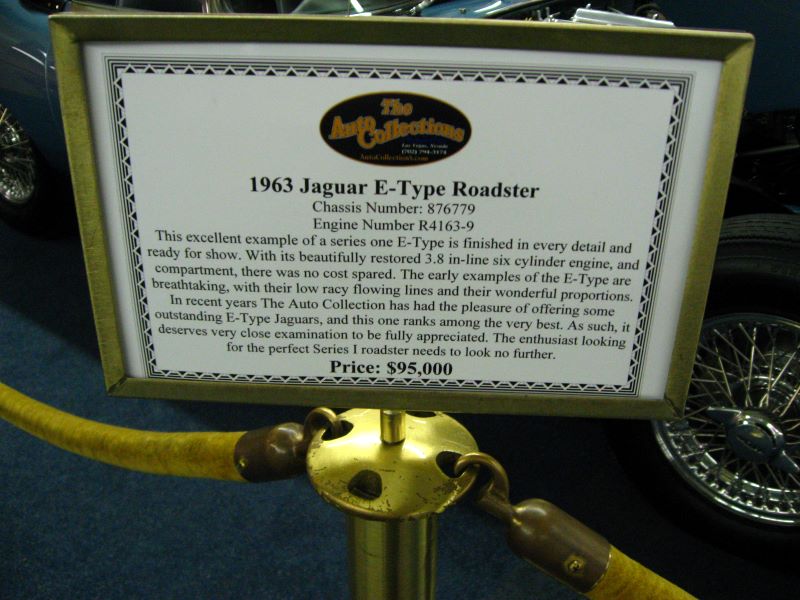 The
Auto
Collections
Las Vegas, Nevada
(702) 794-3174
AutoCollections.com
1963 Jaguar E-Type Roadster
Chassis Number: 876779
Engine Number R4163-9
This excellent example of a series one E-Type is finished in every detail and
ready for show. With its beautifully restored 3.8 in-line six cylinder engine, and
compartment, there was no cost spared. The early examples of the E-Type are
breathtaking, with their low racy flowing lines and their wonderful proportions.
In recent years The Auto Collection has had the pleasure of offering some
outstanding E-Type Jaguars, and this one ranks among the very best. As such, it
deserves very close examination to be fully appreciated. The enthusiast looking
for the perfect Series I roadster needs to look no further.
Price: $95,000